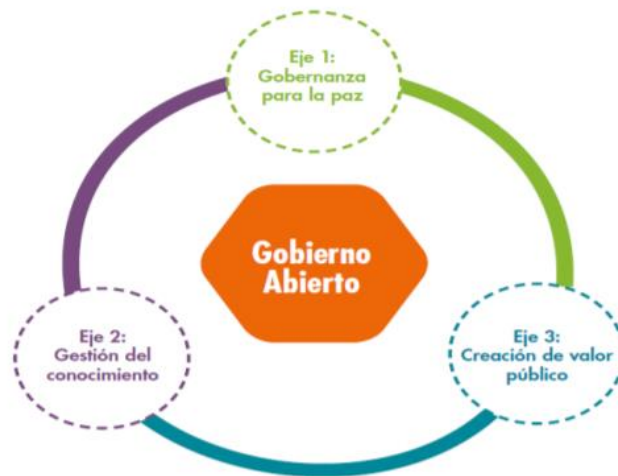 Eje 1:
Gobernanza
para la paz
Gobierno
Abierto
Eje 2:
Gestión del
conocimiento
Eje 3:
Creación de valor
público